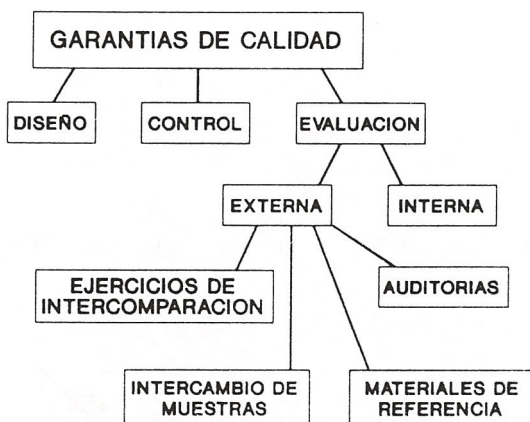 GARANTIAS DE CALIDAD
DISEÑO
CONTROL
EVALUACION
EXTERNA
INTERNA
EJERCICIOS DE
INTERCOMPARACION
AUDITORIAS
INTERCAMBIO DE
MUESTRAS
MATERIALES DE
REFERENCIA